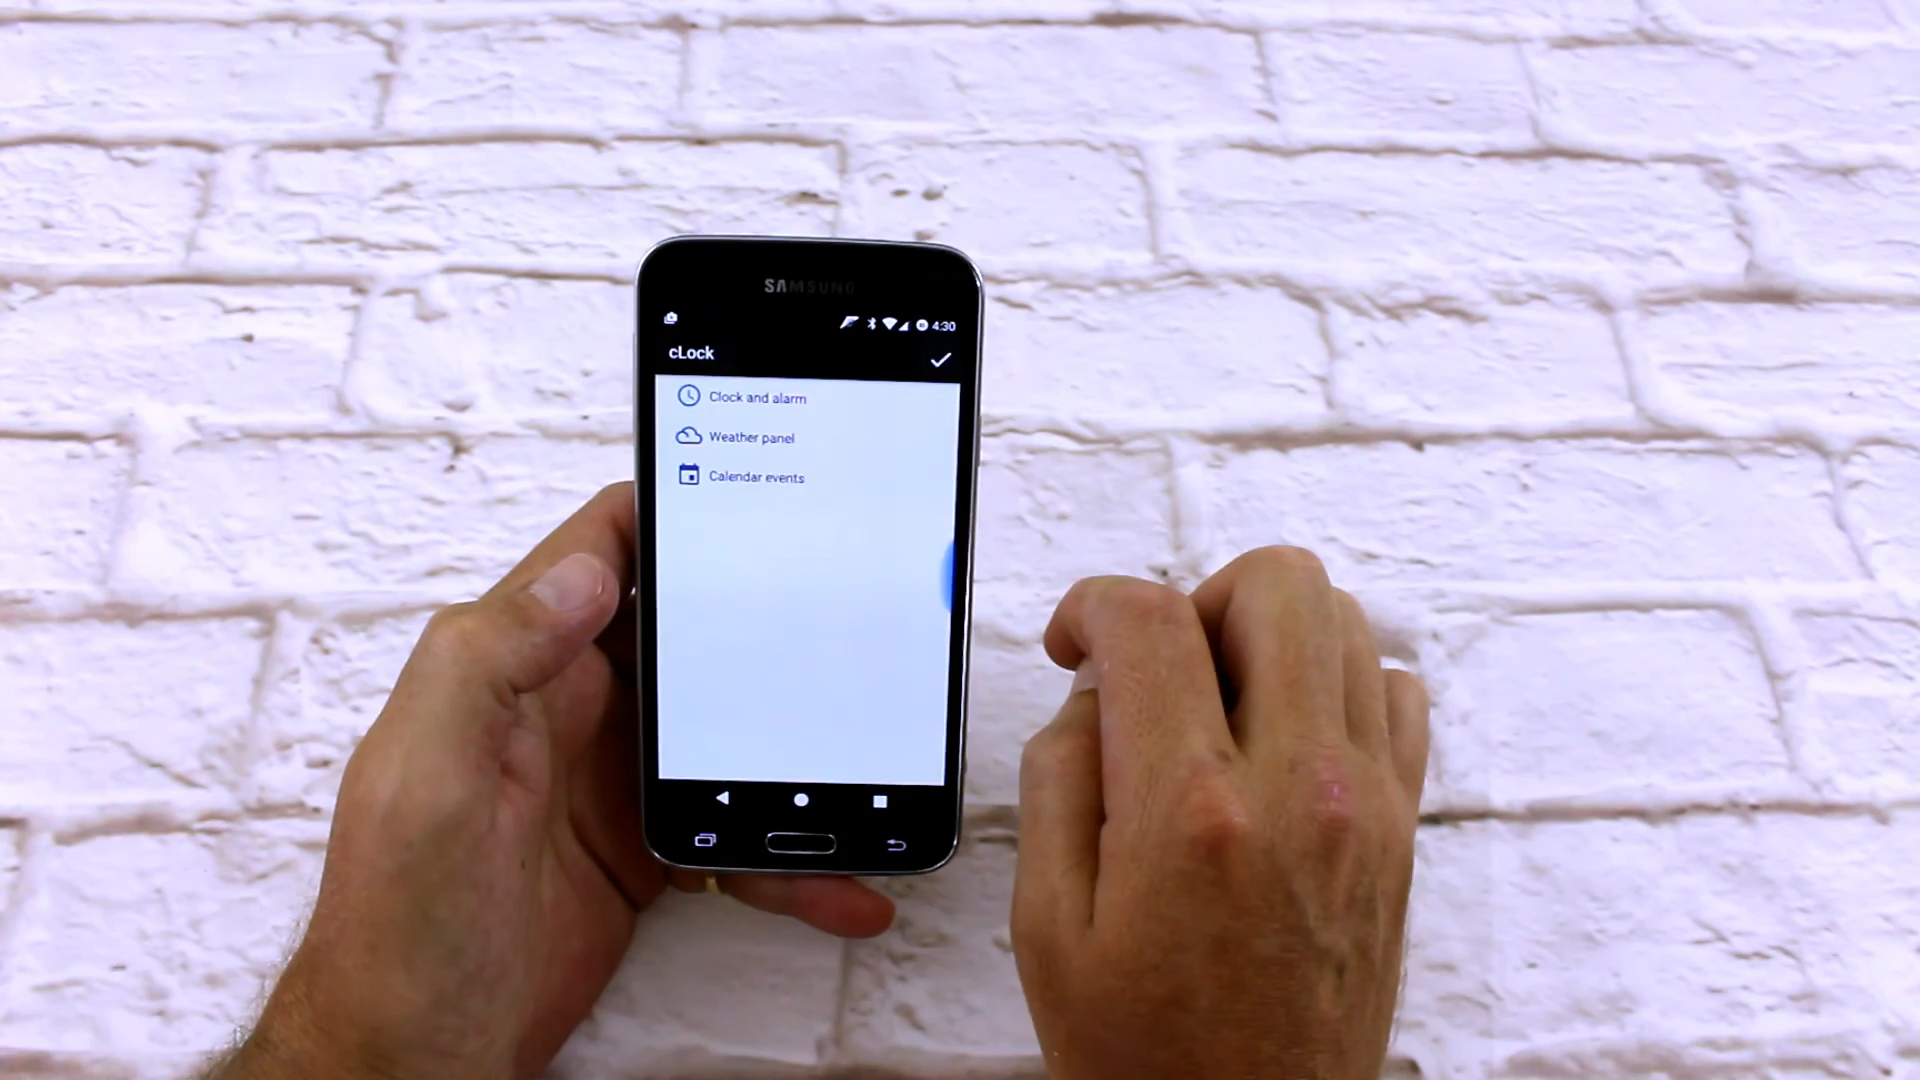 SAMSUNG
4:30
cLock
Clock and alarm
Weather panel
Calendar events